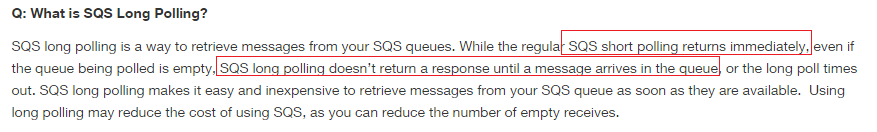 Q: What is SQS Long Polling?
SQS long polling is a way to retrieve messages from your SQS queues. While the regular SQS short polling returns immediately, even if
the queue being polled is empty, SQS long polling doesn't return a response until a message arrives in the queue, or the long poll times
out. SQS long polling makes it easy and inexpensive to retrieve messages from your SQS queue as soon as they are available.  Using
long polling may reduce the cost of using SQS, as you can reduce the number of empty receives.